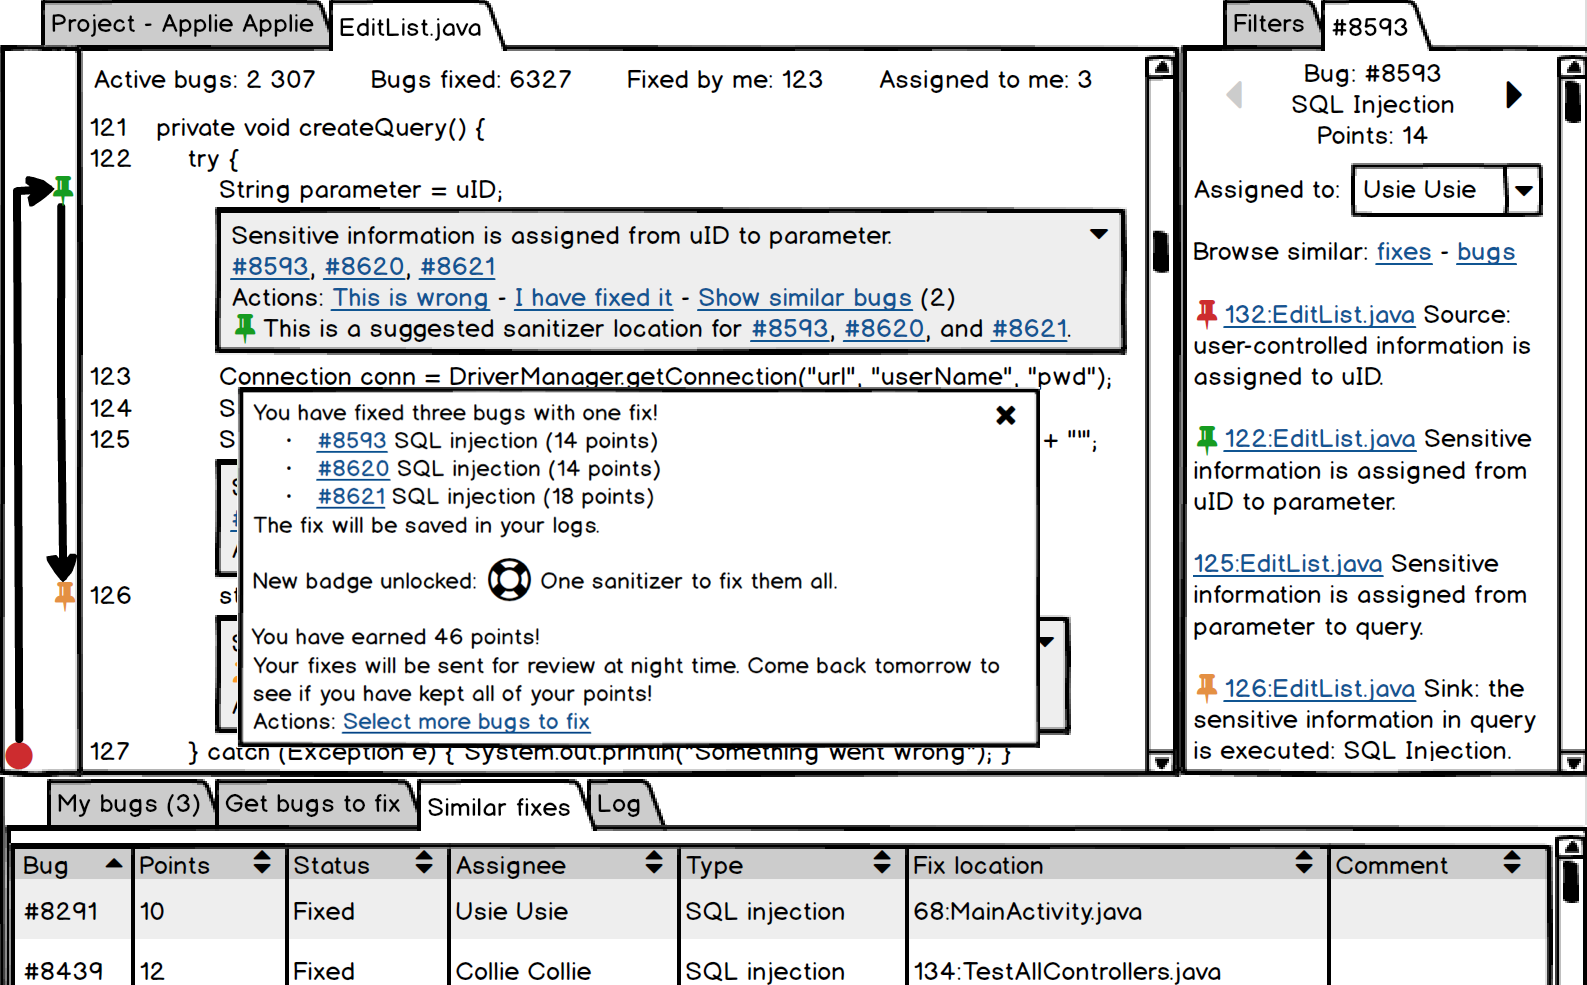 Project - Applie Applie
EditList.java
Active bugs: 2 307 Bugs fixed: 6327 Fixed by me: 123 Assigned to me: 3
121 private void createQuery() {
122 try {
String parameter = uID;
Sensitive information is assigned from uID to parameter.
#8593, #8620, #8621
Actions: This is wrong - I have fixed it - Show similar bugs (2)
This is a suggested sanitizer location for #8593, #8620, and #8621.
123 Connection conn = DriverManager.getConnection("url", "userName", "pwd");
124 S
125 S + "'";
126 st
127 } catch (Exception e) { System.out.println("Something went wrong"); }
You have fixed three bugs with one fix!
· #8593 SQL injection (14 points)
· #8620 SQL injection (14 points)
· #8621 SQL injection (18 points)
The fix will be saved in your logs.
New badge unlocked: One sanitizer to fix them all.
You have earned 46 points!
Your fixes will be sent for review at night time. Come back tomorrow to
see if you have kept all of your points!
Actions: Select more bugs to fix
Filters
#8593
Bug: #8593
SQL Injection
Points: 14
Assigned to: Usie Usie
Browse similar: fixes - bugs
132:EditList.java Source:
user-controlled information is
assigned to uID.
122:EditList.java Sensitive
information is assigned from
uID to parameter.
125:EditList.java Sensitive
information is assigned from
parameter to query.
126:EditList.java Sink: the
sensitive information in query
is executed: SQL Injection.
My bugs (3)
Get bugs to fix
Similar fixes
Log
Bug Points Status Assignee Type Fix location Comment
#8291 10 Fixed Usie Usie SQL injection 68:MainActivity.java
#8439 12 Fixed Collie Collie SQL injection 134:TestAllControllers.java